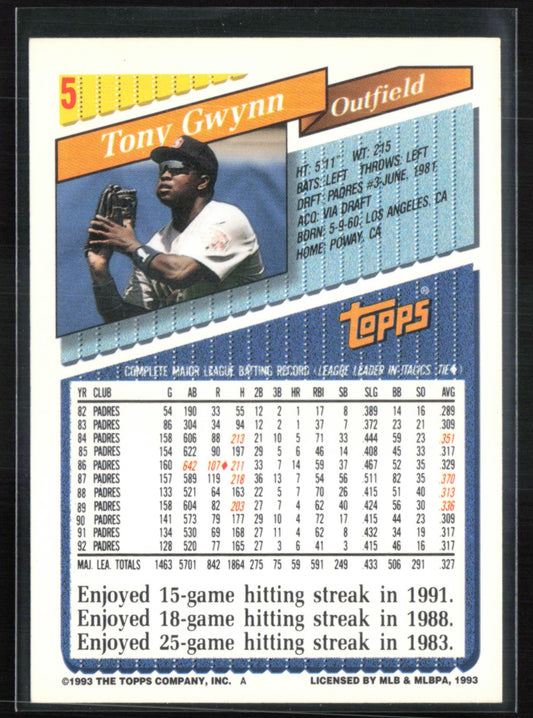 5
Tony Gwynn
Outfield
HT: 5'11" WT: 215
BATS: LEFT THROWS: LEFT
DRFT: PADRES #3-JUNE, 1981
ACQ: VIA DRAFT
BORN: 5-9-60, LOS ANGELES, CA
HOME: POWAY, CA
TOPPS®
COMPLETE MAJOR LEAGUE BATTING RECORD (LEAGUE LEADER IN ITALICS, TIE♦)
YR CLUB G AB R H 2B 3B HR RBI SB SLG BB SO AVG
82 PADRES 54 190 33 55 12 2 1 17 8 .389 14 16 .289
83 PADRES 86 304 34 94 12 2 1 37 7 .372 23 21 .309
84 PADRES 158 606 88 213 21 10 5 71 33 .444 59 23 .351
85 PADRES 154 622 90 197 29 5 6 46 14 .408 45 33 .317
86 PADRES 160 642 107♦ 211 33 7 14 59 37 .467 52 35 .329
87 PADRES 157 589 119 218 36 13 7 54 56 .511 82 35 .370
88 PADRES 133 521 64 163 22 5 7 70 26 .415 51 40 .313
89 PADRES 158 604 82 203 27 7 4 62 40 .424 56 30 .336
90 PADRES 141 573 79 177 29 10 4 72 17 .415 44 23 .309
91 PADRES 134 530 69 168 27 11 4 62 8 .432 34 19 .317
92 PADRES 128 520 77 165 27 3 6 41 3 .415 46 16 .317
MAJ. LEA. TOTALS 1463 5701 842 1864 275 75 59 591 249 .433 506 291 .327
Enjoyed 15-game hitting streak in 1991.
Enjoyed 18-game hitting streak in 1988.
Enjoyed 25-game hitting streak in 1983.
©1993 THE TOPPS COMPANY, INC. A LICENSED BY MLB & MLBPA, 1993